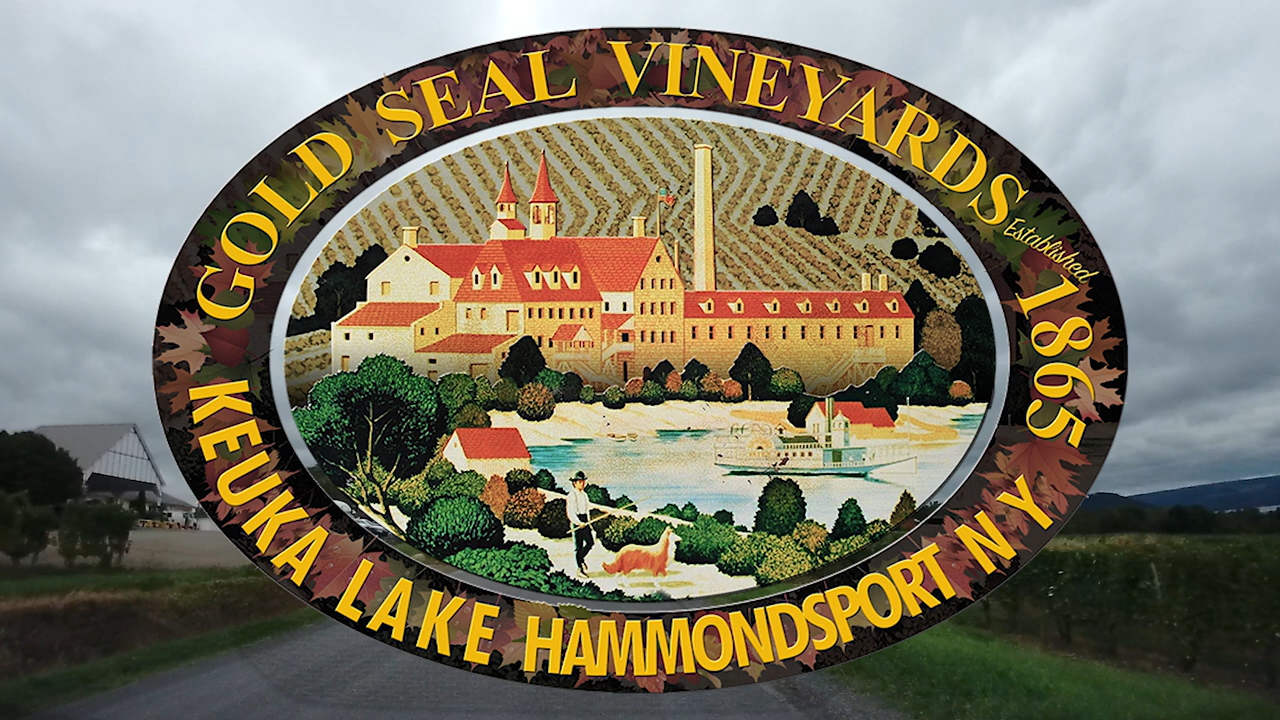 GOLD SEAL VINEYARDS
Established
1865
KEUKA LAKE HAMMONDSPORT N Y